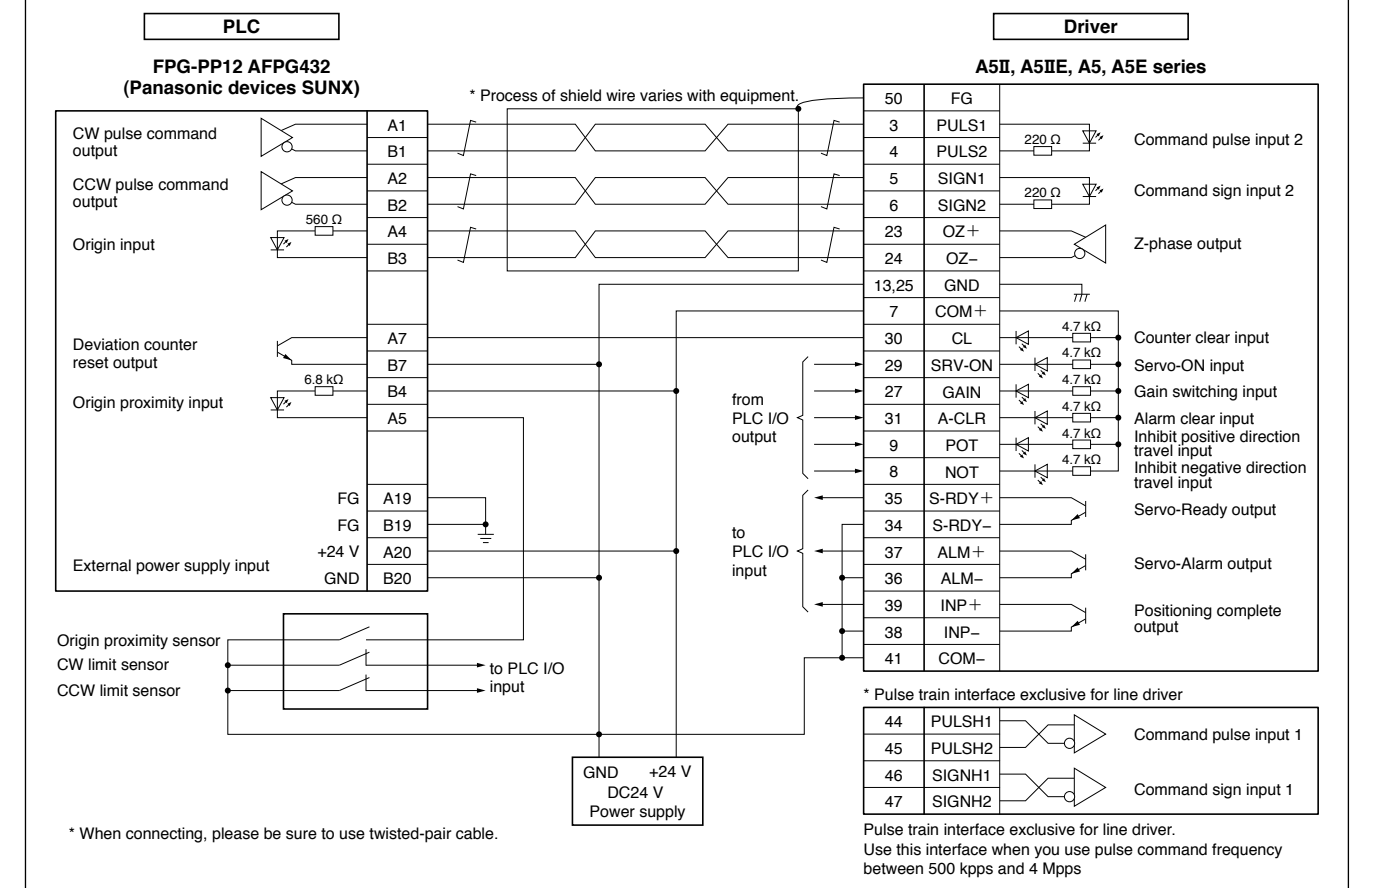 PLC
Driver
FPG-PP12 AFPG432
(Panasonic devices SUNX)
A5II, A5IIE, A5, A5E series
* Process of shield wire varies with equipment.
CW pulse command
output
A1
B1
CCW pulse command
output
A2
B2
560 Ω
Origin input
A4
B3
Deviation counter
reset output
A7
B7
6.8 kΩ
Origin proximity input
B4
A5
FG A19
FG B19
+24 V A20
External power supply input
GND B20
Origin proximity sensor
CW limit sensor
CCW limit sensor
to PLC I/O
input
from
PLC I/O
output
to
PLC I/O
input
50 FG
3 PULS1
4 PULS2
220 Ω
Command pulse input 2
5 SIGN1
6 SIGN2
220 Ω
Command sign input 2
23 OZ+
24 OZ−
Z-phase output
13,25 GND
7 COM+
30 CL 4.7 kΩ Counter clear input
29 SRV-ON 4.7 kΩ Servo-ON input
27 GAIN 4.7 kΩ Gain switching input
31 A-CLR 4.7 kΩ Alarm clear input
9 POT 4.7 kΩ Inhibit positive direction
travel input
8 NOT 4.7 kΩ Inhibit negative direction
travel input
35 S-RDY+
34 S-RDY−
Servo-Ready output
37 ALM+
36 ALM−
Servo-Alarm output
39 INP+
38 INP−
Positioning complete
output
41 COM−
* Pulse train interface exclusive for line driver
44 PULSH1
45 PULSH2
Command pulse input 1
46 SIGNH1
47 SIGNH2
Command sign input 1
GND +24 V
DC24 V
Power supply
* When connecting, please be sure to use twisted-pair cable.
Pulse train interface exclusive for line driver.
Use this interface when you use pulse command frequency
between 500 kpps and 4 Mpps